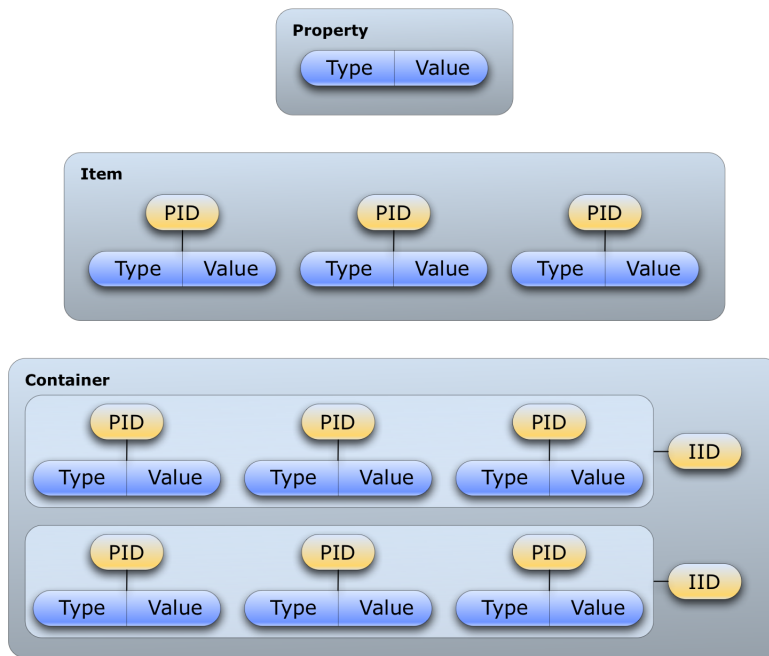 Property
Type Value
Item
PID PID PID
Type Value Type Value Type Value
Container
PID PID PID
IID
Type Value Type Value Type Value
PID PID PID
IID
Type Value Type Value Type Value